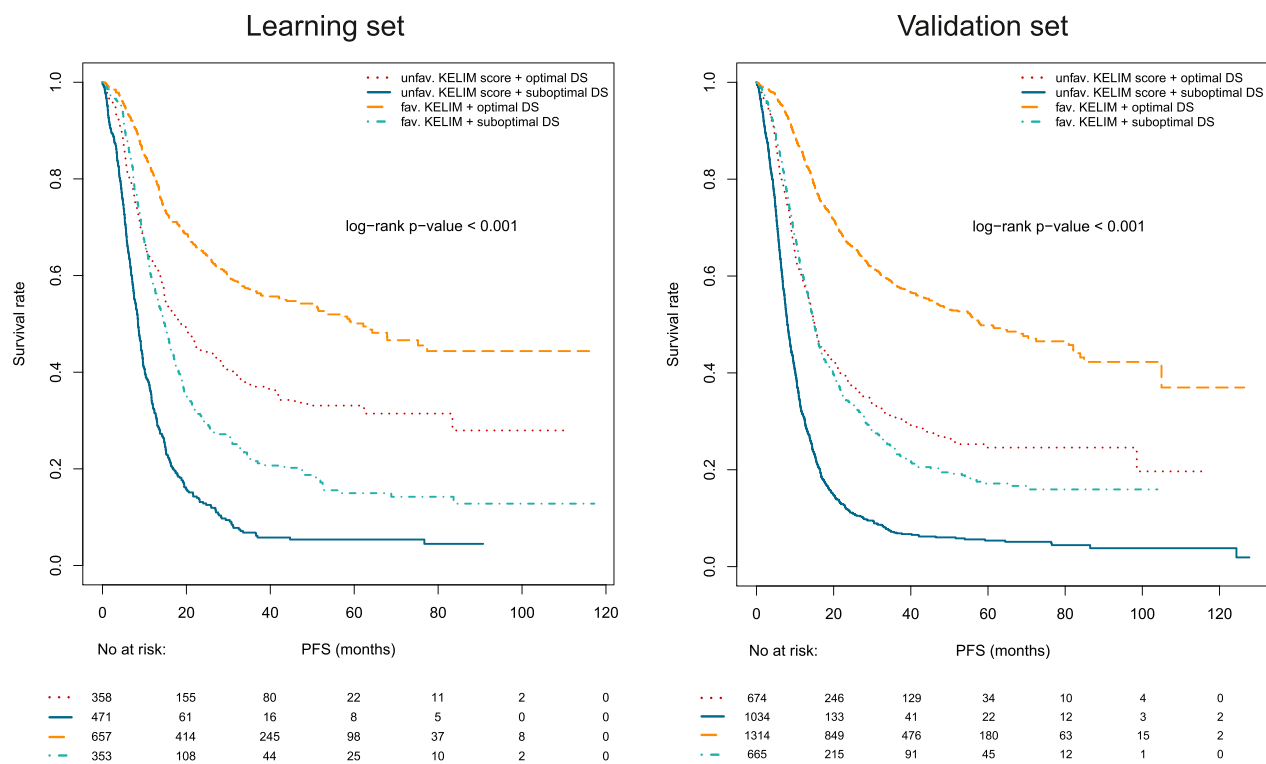 Learning set
unfav. KELIM score + optimal DS
unfav. KELIM score + suboptimal DS
fav. KELIM + optimal DS
fav. KELIM + suboptimal DS
log−rank p−value < 0.001
Survival rate
1.0
0.8
0.6
0.4
0.2
0.0
0 20 40 60 80 100 120
No at risk: PFS (months)
358 155 80 22 11 2 0
471 61 16 8 5 0 0
657 414 245 98 37 8 0
353 108 44 25 10 2 0
Validation set
unfav. KELIM score + optimal DS
unfav. KELIM score + suboptimal DS
fav. KELIM + optimal DS
fav. KELIM + suboptimal DS
log−rank p−value < 0.001
Survival rate
1.0
0.8
0.6
0.4
0.2
0.0
0 20 40 60 80 100 120
No at risk: PFS (months)
674 246 129 34 10 4 0
1034 133 41 22 12 3 2
1314 849 476 180 63 15 2
665 215 91 45 12 1 0